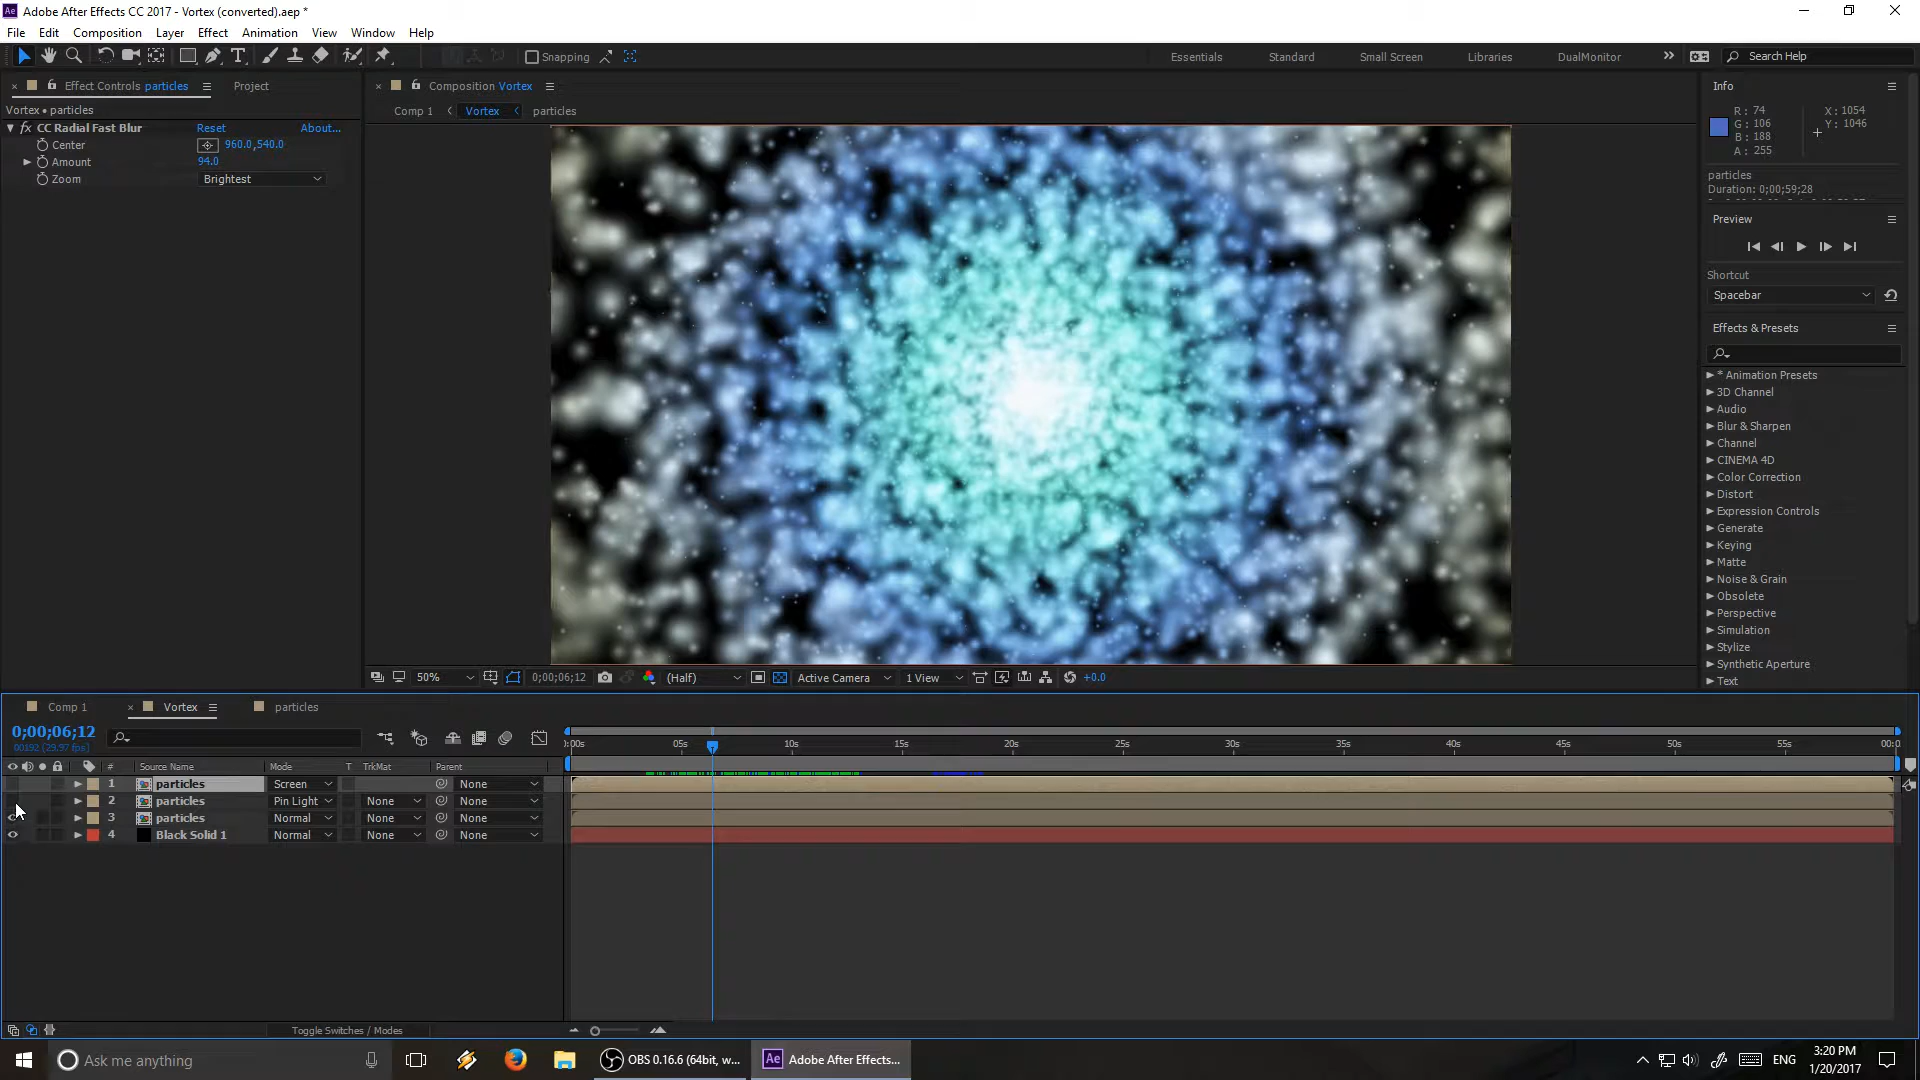 Ae Adobe After Effects CC 2017 - Vortex (converted).aep *
File Edit Composition Layer Effect Animation View Window Help
Snapping Essentials Standard Small Screen Libraries DualMonitor » Search Help
× Effect Controls particles Project
Vortex • particles
fx CC Radial Fast Blur Reset About...
Center 960.0,540.0
Amount 94.0
Zoom Brightest
× Composition Vortex
Comp 1 Vortex particles
50% 0;00;06;12 (Half) Active Camera 1 View +0.0
Info
R : 74 X : 1054
G : 106 Y : 1046
B : 188
A : 255
particles
Duration: 0;00;59;28
Preview
Shortcut
Spacebar
Effects & Presets
* Animation Presets
3D Channel
Audio
Blur & Sharpen
Channel
CINEMA 4D
Color Correction
Distort
Expression Controls
Generate
Keying
Matte
Noise & Grain
Obsolete
Perspective
Simulation
Stylize
Synthetic Aperture
Text
Comp 1 × Vortex particles
0;00;06;12
00192 (29.97 fps)
:00s 05s 10s 15s 20s 25s 30s 35s 40s 45s 50s 55s 00:0
# Source Name Mode T TrkMat Parent
1 particles Screen None
2 particles Pin Light None None
3 particles Normal None None
4 Black Solid 1 Normal None None
Toggle Switches / Modes
Ask me anything
OBS 0.16.6 (64bit, w...
Ae Adobe After Effects...
ENG
3:20 PM
1/20/2017